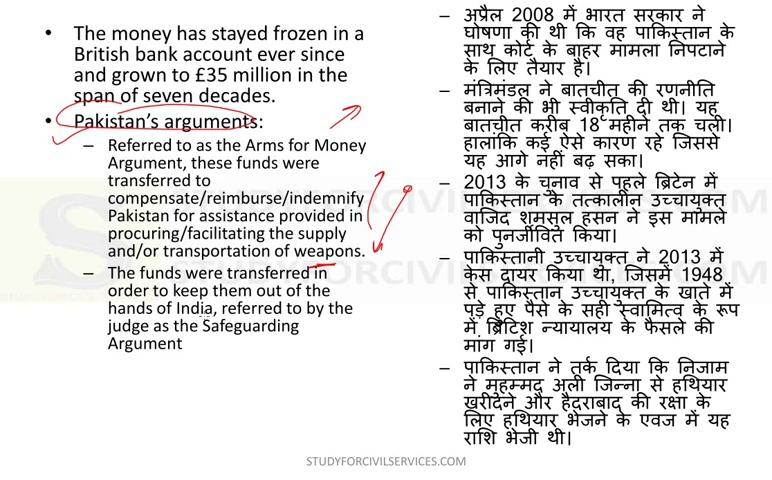 • The money has stayed frozen in a
British bank account ever since
and grown to £35 million in the
span of seven decades.
• Pakistan's arguments:
– Referred to as the Arms for Money
Argument, these funds were
transferred to
compensate/reimburse/indemnify
Pakistan for assistance provided in
procuring/facilitating the supply
and/or transportation of weapons.
– The funds were transferred in
order to keep them out of the
hands of India, referred to by the
judge as the Safeguarding
Argument
– अप्रैल 2008 में भारत सरकार ने
घोषणा की थी कि वह पाकिस्तान के
साथ कोर्ट के बाहर मामला निपटाने
के लिए तैयार है।
– मंत्रिमंडल ने बातचीत की रणनीति
बनाने की भी स्वीकृति दी थी। यह
बातचीत करीब 18 महीने तक चली।
हालांकि कई ऐसे कारण रहे जिससे
यह आगे नहीं बढ़ सका।
– 2013 के चुनाव से पहले ब्रिटेन में
पाकिस्तान के तत्कालीन उच्चायुक्त
वाजिद शमसुल हसन ने इस मामले
को पुनर्जीवित किया।
– पाकिस्तानी उच्चायुक्त ने 2013 में
केस दायर किया था, जिसमें 1948
से पाकिस्तान उच्चायुक्त के खाते में
पड़े हुए पैसे के सही स्वामित्व के रूप
में ब्रिटिश न्यायालय के फैसले की
मांग गई।
– पाकिस्तान ने तर्क दिया कि निजाम
ने मुहम्मद अली जिन्ना से हथियार
खरीदने और हैदराबाद की रक्षा के
लिए हथियार भेजने के एवज में यह
राशि भेजी थी।
STUDYFORCIVILSERVICES.COM